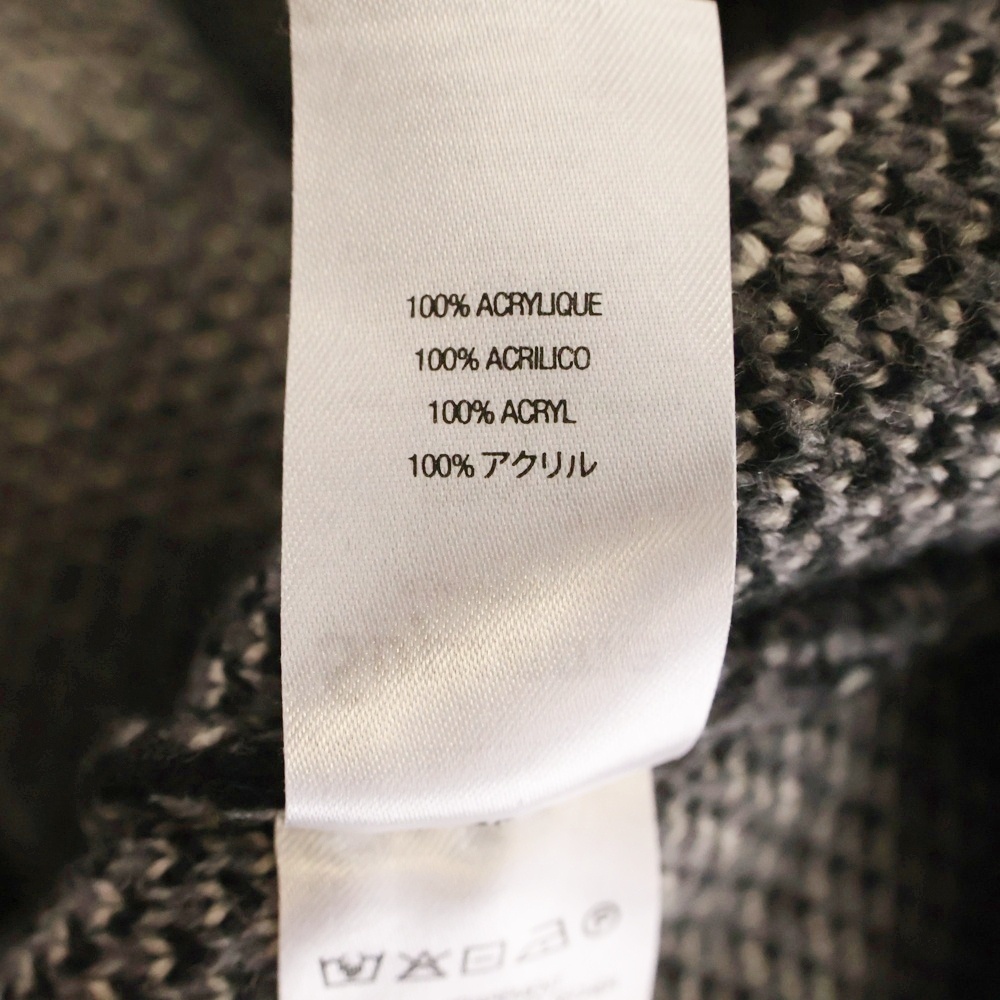 100% ACRYLIQUE
100% ACRILICO
100% ACRYL
100% アクリル